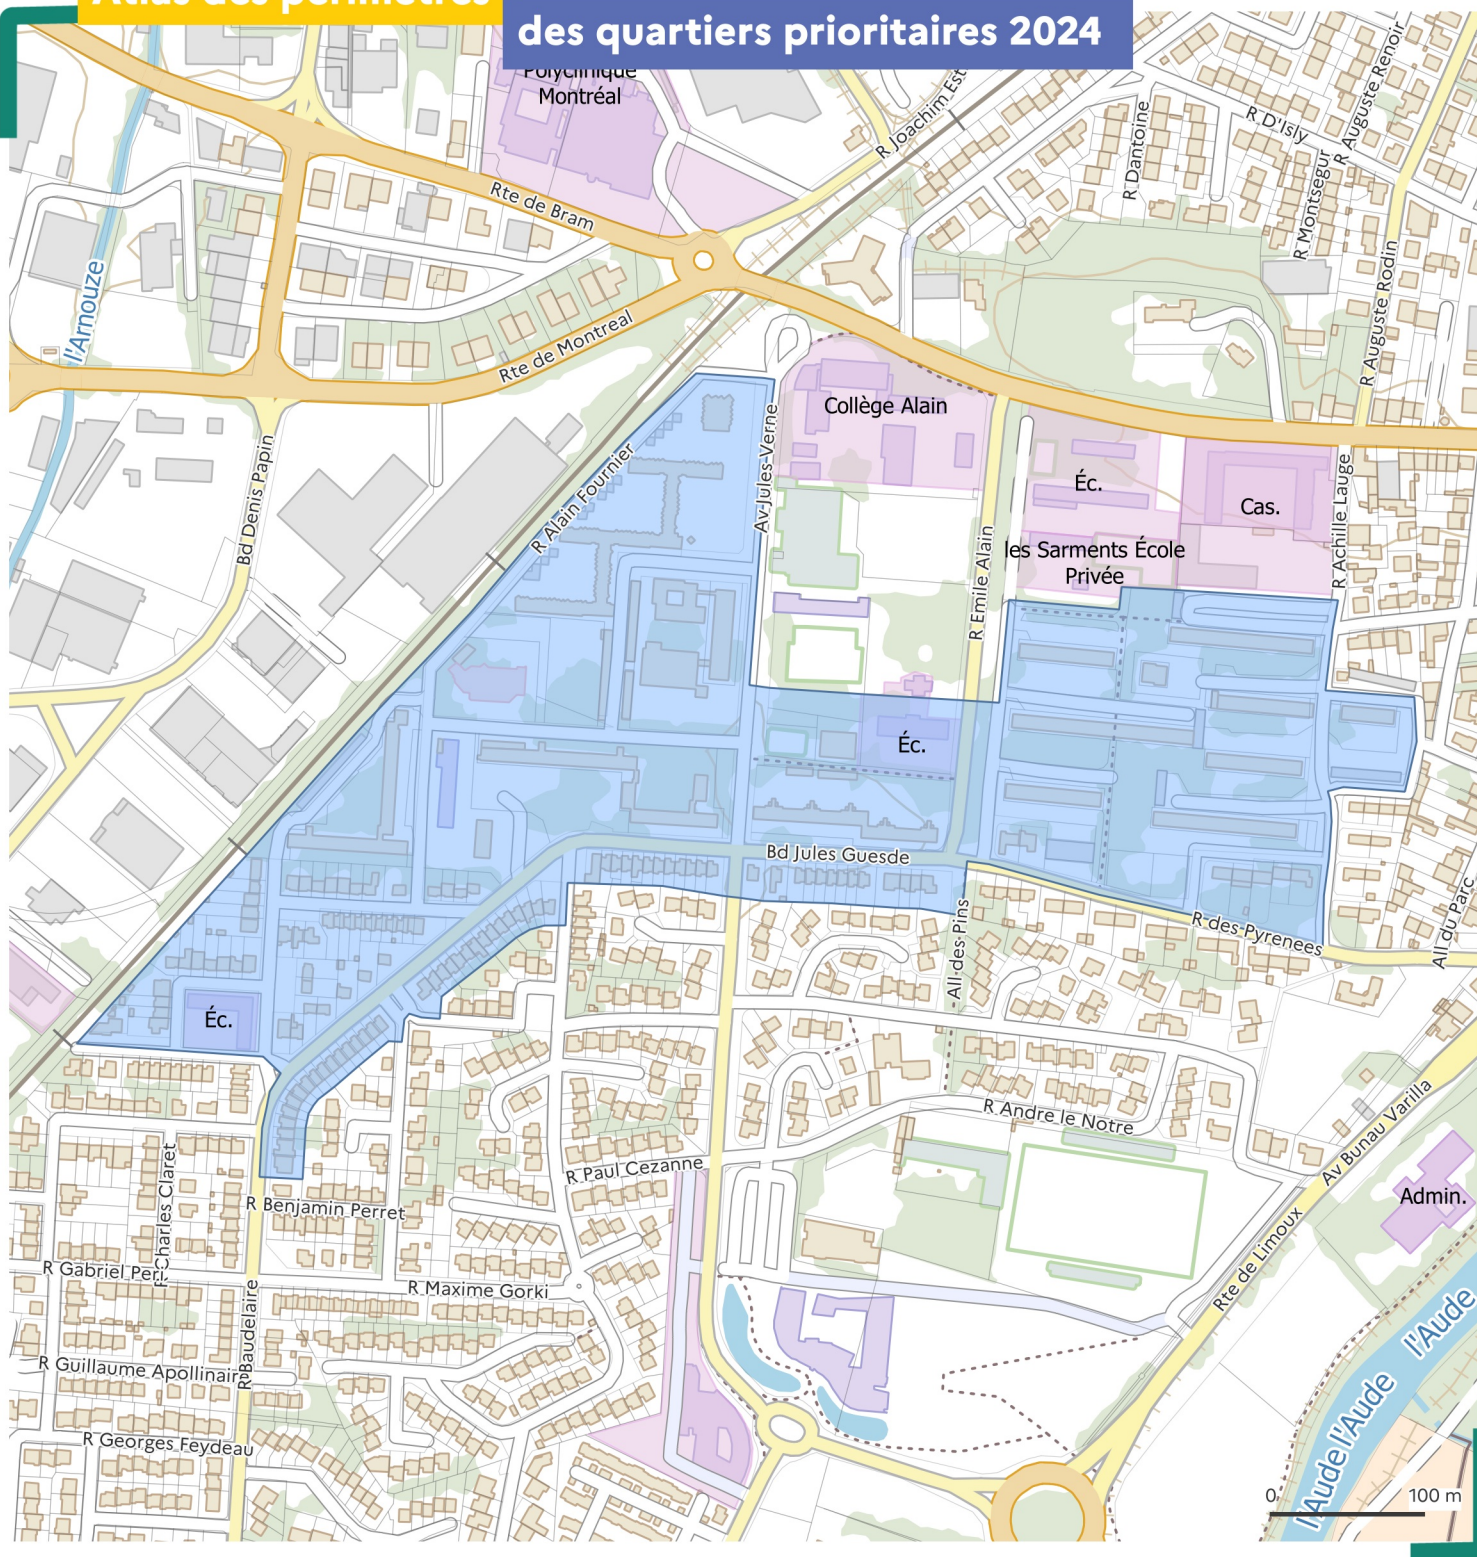 Atlas des périmètres
des quartiers prioritaires 2024
Polyclinique
Montréal
R Joachim Est
R Dantoine
R D'Isly
R Auguste Renoir
R Montsegur
Rte de Bram
l'Arnouze
R Auguste Rodin
Rte de Montreal
Collège Alain
Av Jules Verne
R Alain Fournier
Bd Denis Papin
Éc.
Cas.
R Achille Lauge
R Emile Alain
les Sarments École
Privée
Éc.
Bd Jules Guesde
R des Pyrenees
All du Parc
All des Pins
Éc.
R Andre le Notre
Av Bunau Varilla
R Paul Cezanne
R Charles Claret
R Benjamin Perret
Admin.
R Gabriel Peri
R Maxime Gorki
Rte de Limoux
R Baudelaire
R Guillaume Apollinaire
l'Aude
l'Aude
l'Aude
R Georges Feydeau
0
100 m